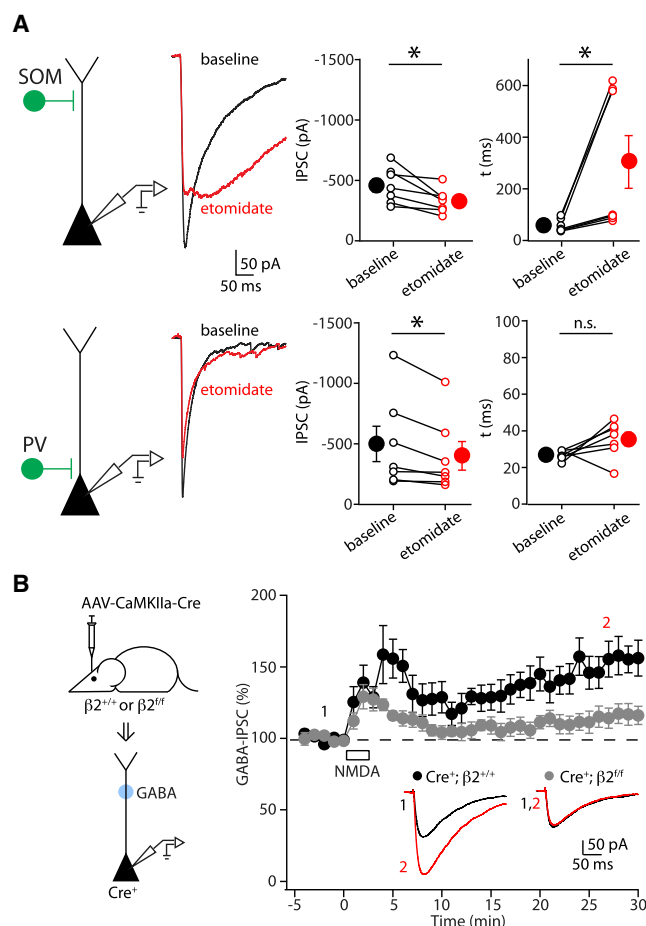 A
SOM
baseline
etomidate
50 pA
50 ms
IPSC (pA)
-1500
-500
0
*
baseline
etomidate
t (ms)
600
400
200
0
*
baseline
etomidate
PV
baseline
etomidate
IPSC (pA)
-1500
-1000
-500
0
*
baseline
etomidate
t (ms)
100
80
60
40
20
0
n.s.
baseline
etomidate
B
AAV-CaMKIIa-Cre
β2+/+ or β2f/f
GABA
Cre+
GABA-IPSC (%)
200
150
100
50
0
1
2
NMDA
Cre+; β2+/+
Cre+; β2f/f
1
2
1,2
50 pA
50 ms
-5 0 5 10 15 20 25 30
Time (min)